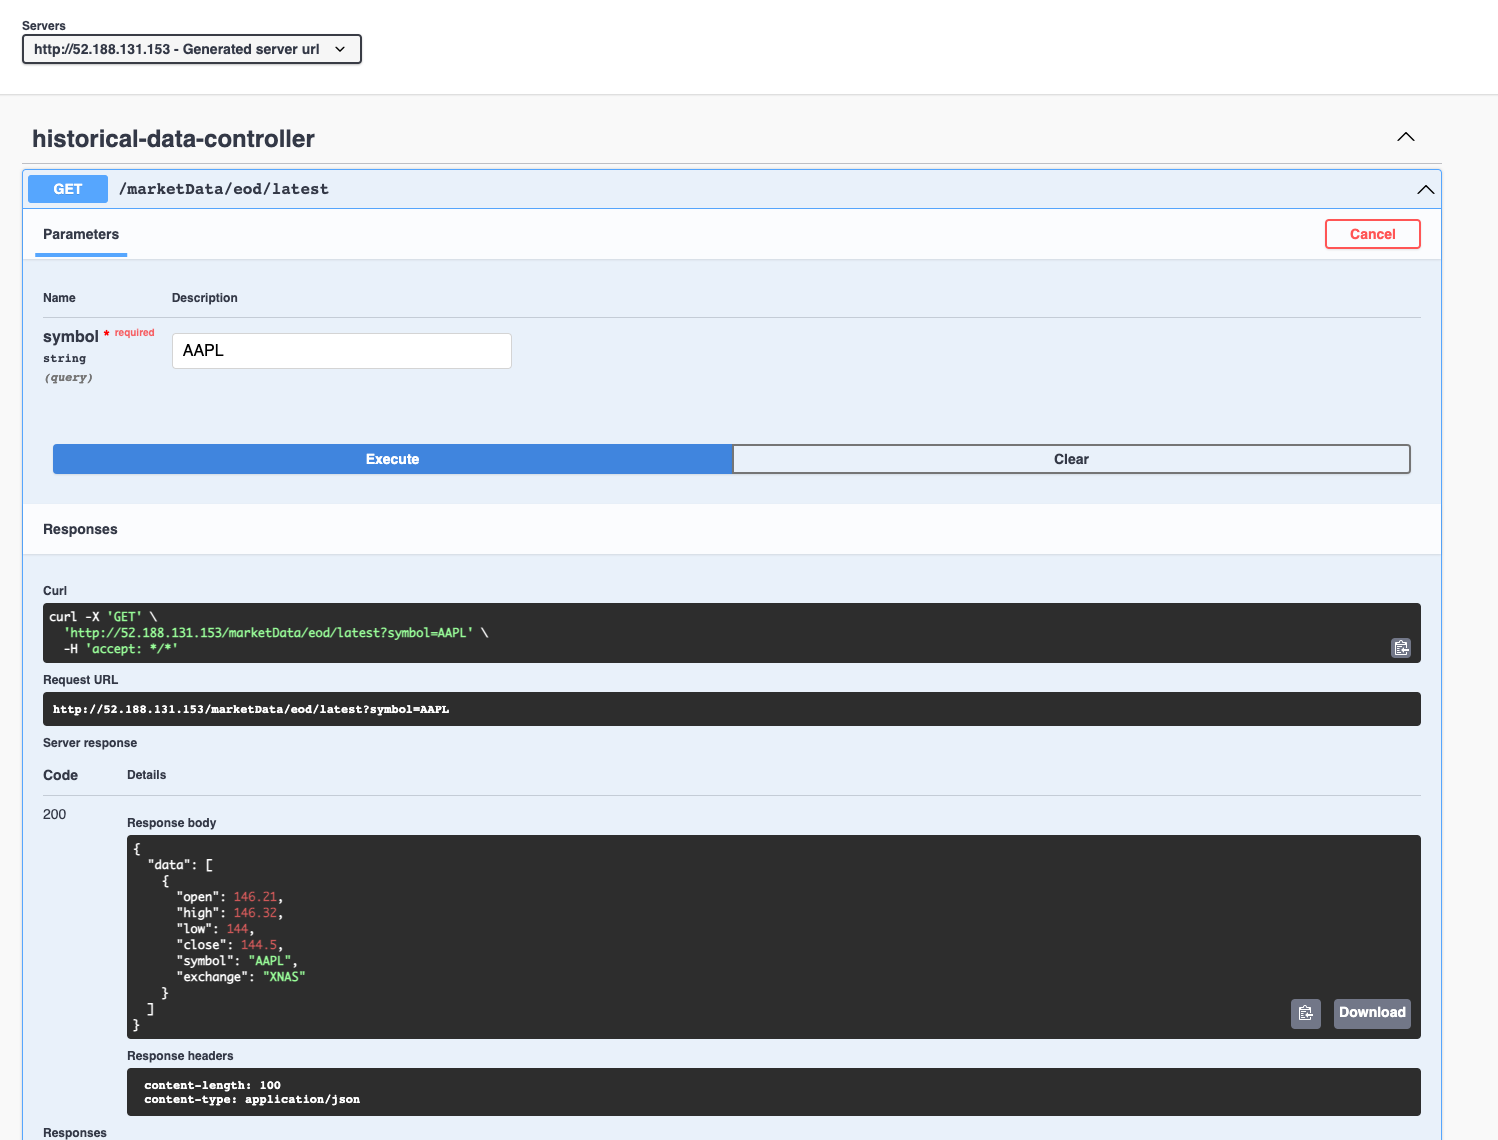 Servers
http://52.188.131.153 - Generated server url
historical-data-controller
GET /marketData/eod/latest
Parameters
Cancel
Name Description
symbol * required
string
(query)
AAPL
Execute Clear
Responses
Curl
curl -X 'GET' \
  'http://52.188.131.153/marketData/eod/latest?symbol=AAPL' \
  -H 'accept: */*'
Request URL
http://52.188.131.153/marketData/eod/latest?symbol=AAPL
Server response
Code Details
200
Response body
{
  "data": [
    {
      "open": 146.21,
      "high": 146.32,
      "low": 144,
      "close": 144.5,
      "symbol": "AAPL",
      "exchange": "XNAS"
    }
  ]
}
Download
Response headers
content-length: 100
content-type: application/json
Responses